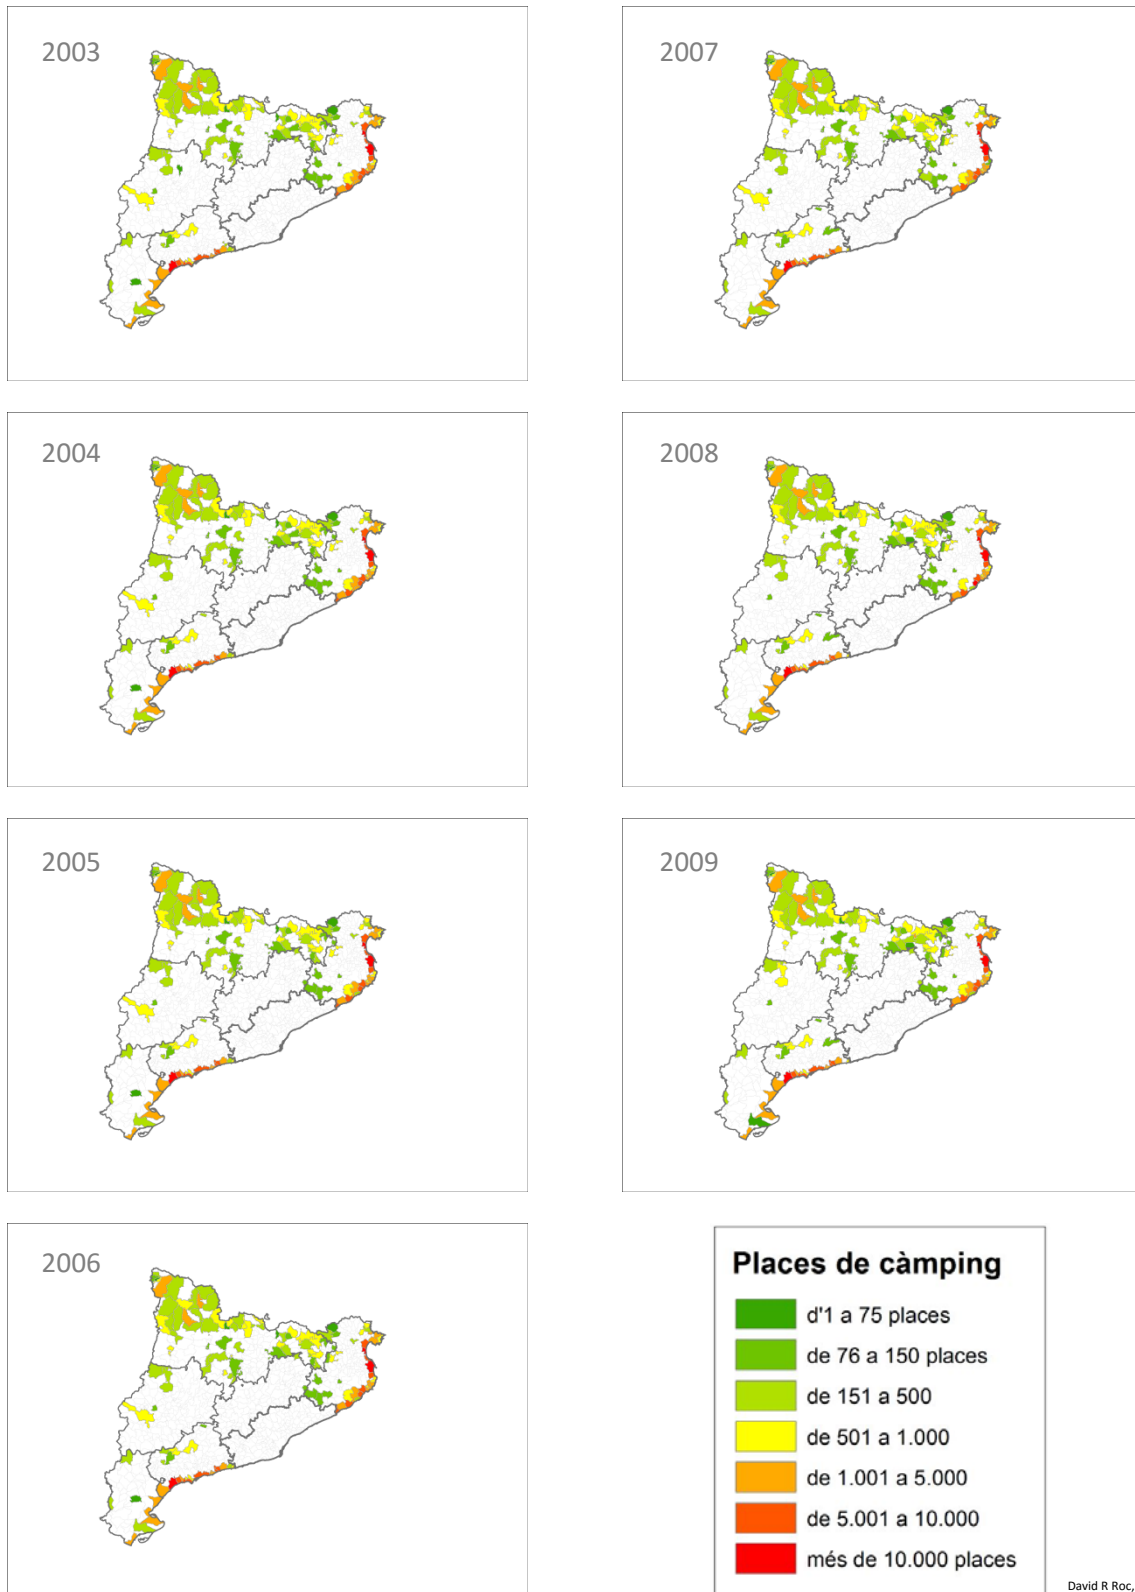 2003
2007
2004
2008
2005
2009
2006
Places de càmping
d'1 a 75 places
de 76 a 150 places
de 151 a 500
de 501 a 1.000
de 1.001 a 5.000
de 5.001 a 10.000
més de 10.000 places
David R Roc